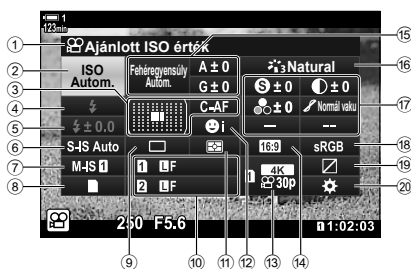 1
123min
① Ajánlott ISO érték
② ISO Autom.
Fehéregyensúly Autom.
A ± 0
G ± 0
⑮
3 Natural
⑯
③
C-AF
S ± 0
± 0
± 0
Normál vaku
⑰
④
⑤ ± 0.0
i
— —
⑥ S-IS Auto
16:9
sRGB
⑱
⑦ M-IS 1
1 LF
1
4K
30p
⑲
⑧
2 LF
⑳
250 F5.6
1 1:02:03
⑨ ⑩ ⑪ ⑫ ⑬ ⑭